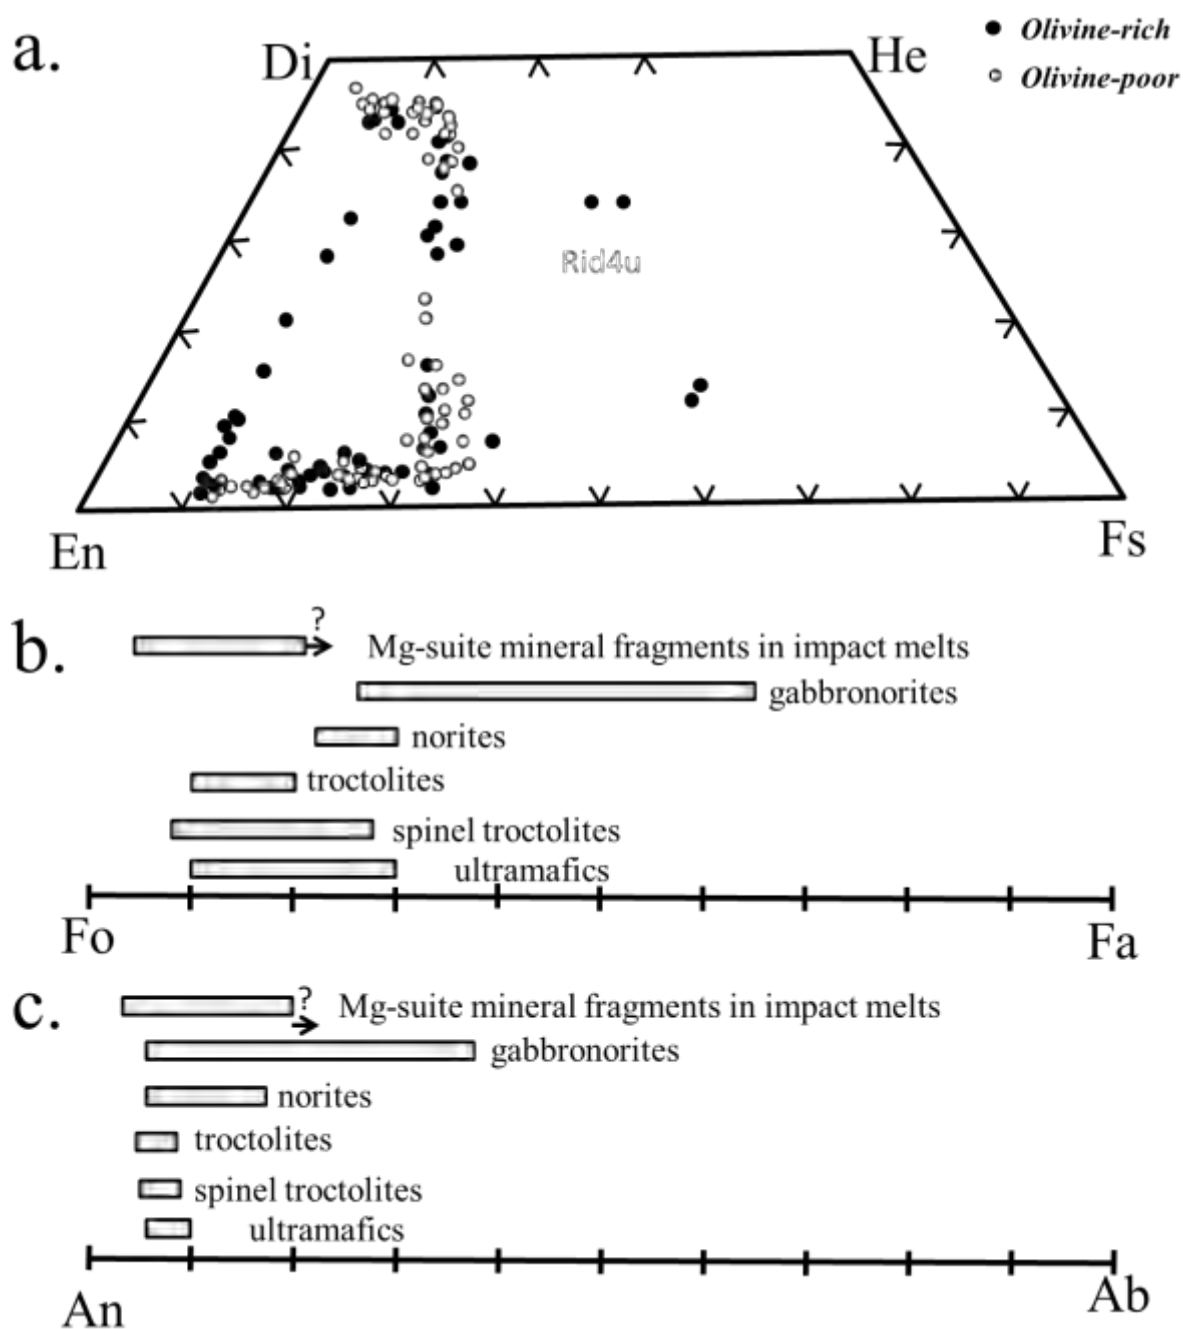 a.
Di
He
Olivine-rich
Olivine-poor
Rid4u
En
Fs
b.
?
Mg-suite mineral fragments in impact melts
gabbronorites
norites
troctolites
spinel troctolites
ultramafics
Fo
Fa
c.
?
Mg-suite mineral fragments in impact melts
gabbronorites
norites
troctolites
spinel troctolites
ultramafics
An
Ab